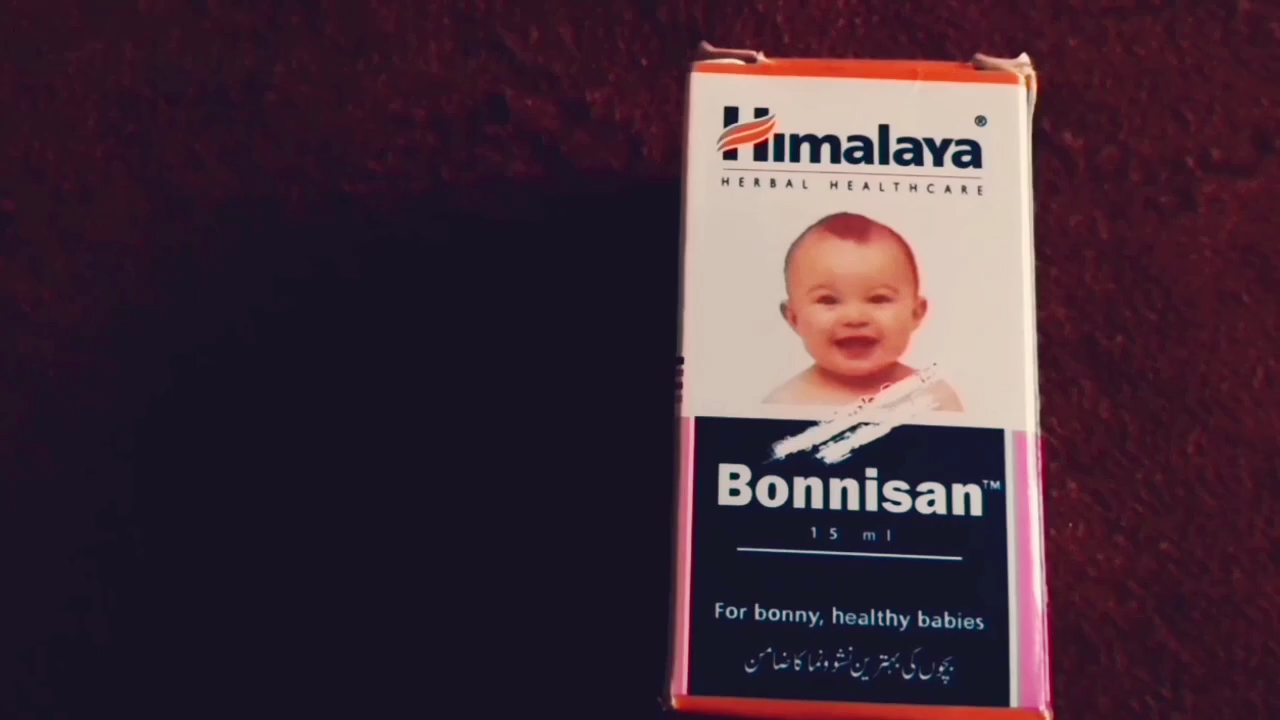 Himalaya®
HERBAL HEALTHCARE
Bonnisan™
15 ml
For bonny, healthy babies
بچوں کی بہترین نشوونما کا ضامن